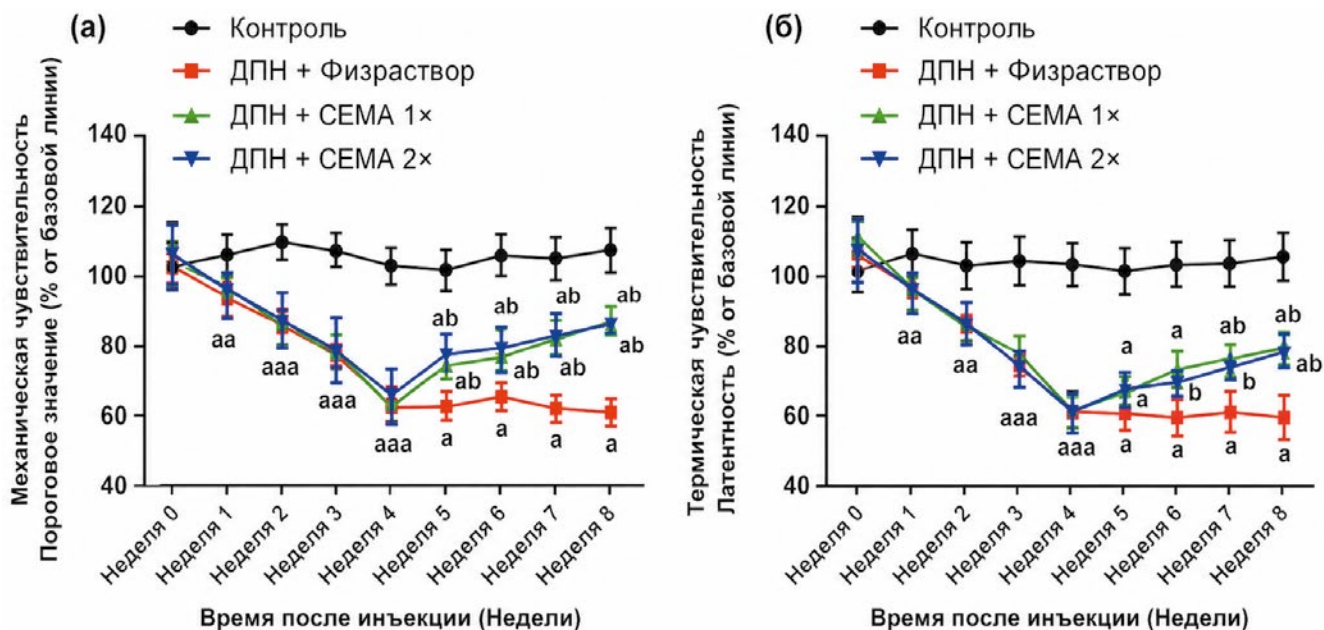 (а)
Контроль
ДПН + Физраствор
ДПН + СЕМА 1×
ДПН + СЕМА 2×
Механическая чувствительность
Пороговое значение (% от базовой линии)
140
120
100
80
60
40
aa
aaa
aaa
aaa
ab
ab
a
ab
ab
a
ab
ab
a
ab
ab
a
Неделя 0
Неделя 1
Неделя 2
Неделя 3
Неделя 4
Неделя 5
Неделя 6
Неделя 7
Неделя 8
Время после инъекции (Недели)
(б)
Контроль
ДПН + Физраствор
ДПН + СЕМА 1×
ДПН + СЕМА 2×
Термическая чувствительность
Латентность (% от базовой линии)
140
120
100
80
60
40
aa
aa
aaa
aaa
a
a
a
a
b
a
ab
b
a
ab
ab
a
Неделя 0
Неделя 1
Неделя 2
Неделя 3
Неделя 4
Неделя 5
Неделя 6
Неделя 7
Неделя 8
Время после инъекции (Недели)